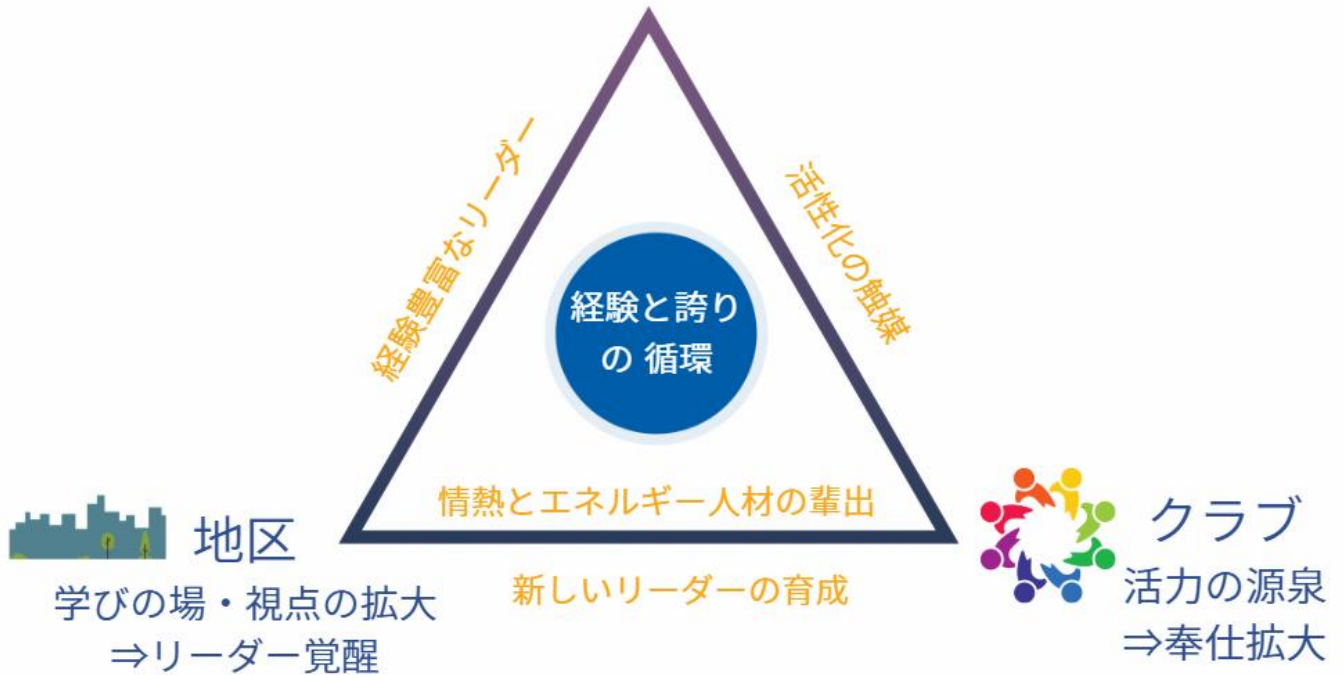 経験豊富なリーダー
活性化の触媒
経験と誇り
の 循環
情熱とエネルギー人材の輩出
新しいリーダーの育成
地区
学びの場・視点の拡大
⇒リーダー覚醒
クラブ
活力の源泉
⇒奉仕拡大